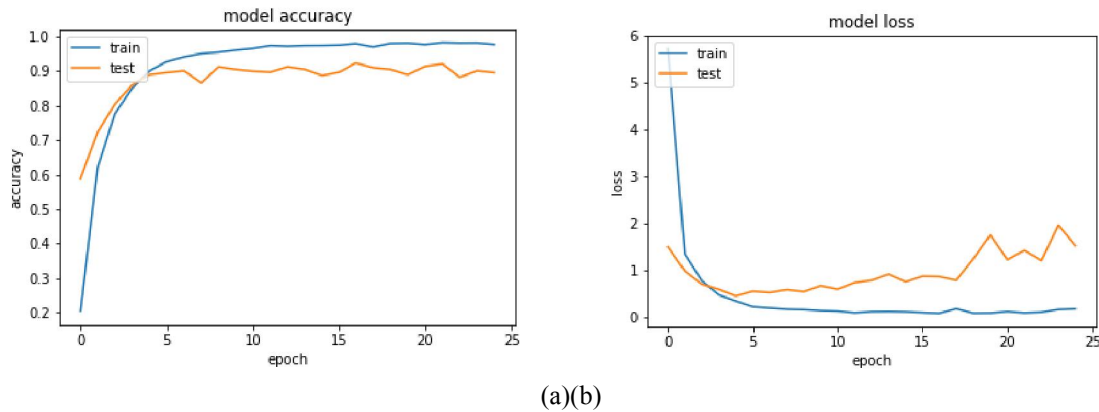 model accuracy
train
test
1.0
0.9
0.8
0.7
0.6
0.5
0.4
0.3
0.2
accuracy
0 5 10 15 20 25
epoch
model loss
train
test
6
5
4
3
2
1
0
loss
0 5 10 15 20 25
epoch
(a)(b)